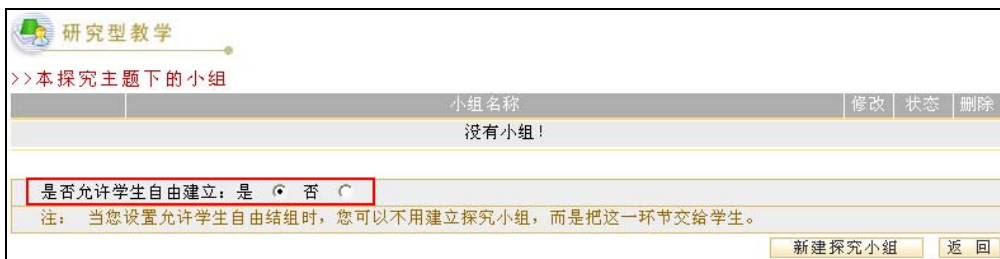 研究型教学
>>本探究主题下的小组
小组名称 修改 状态 删除
没有小组!
是否允许学生自由建立: 是 否
注: 当您设置允许学生自由结组时,您可以不用建立探究小组,而是把这一环节交给学生。
新建探究小组 返 回